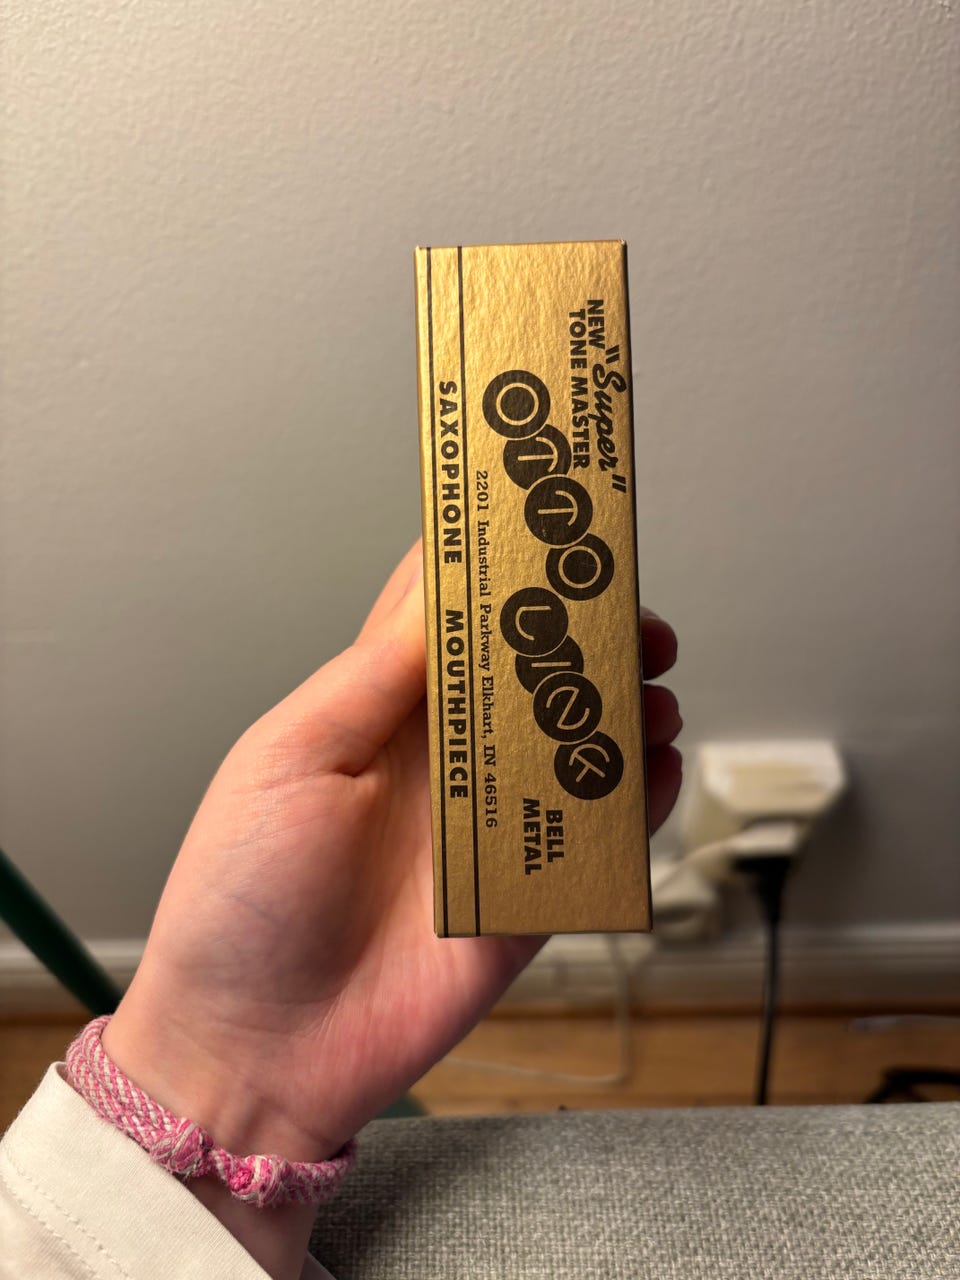 NEW "Super"
TONE MASTER
OTTO LINK
BELL
METAL
2201 Industrial Parkway Elkhart, IN 46516
SAXOPHONE MOUTHPIECE